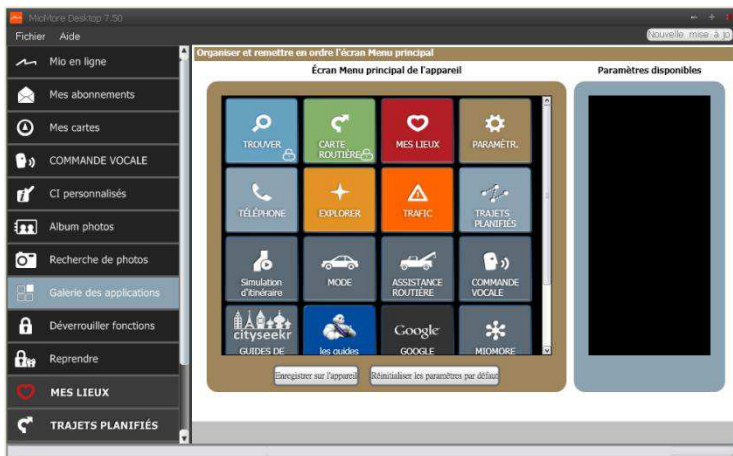 MioMore Desktop 7.50
Fichier Aide
Nouvelle mise à jo
Mio en ligne
Mes abonnements
Mes cartes
COMMANDE VOCALE
CI personnalisés
Album photos
Recherche de photos
Galerie des applications
Déverrouiller fonctions
Reprendre
MES LIEUX
TRAJETS PLANIFIÉS
Organiser et remettre en ordre l'écran Menu principal
Écran Menu principal de l'appareil
Paramètres disponibles
TROUVER
CARTE
ROUTIÈRE
MES LIEUX
PARAMÉTR.
TÉLÉPHONE
EXPLORER
TRAFIC
TRAJETS
PLANIFIÉS
Simulation
d'itinéraire
MODE
ASSISTANCE
ROUTIÈRE
COMMANDE
VOCALE
cityseekr
GUIDES DE
les guides
Google
GOOGLE
MIOMORE
Enregistrer sur l'appareil
Réinitialiser les paramètres par défaut